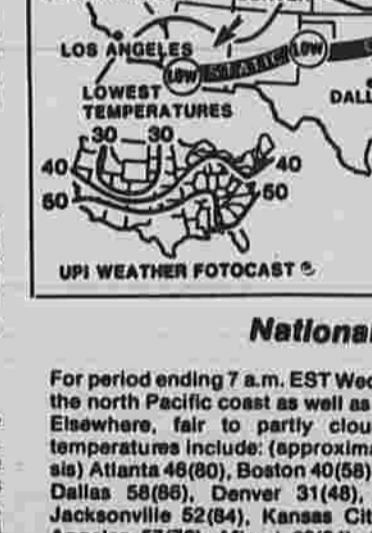 LOS ANGELES
LOW
LOW
LOWEST
TEMPERATURES
DALL
30 30
40 40
50 50
UPI WEATHER FOTOCAST ©
National
For period ending 7 a.m. EST Wed
the north Pacific coast as well as
Elsewhere, fair to partly clou
temperatures include: (approxima
sis) Atlanta 46(80), Boston 40(58)
Dallas 58(86), Denver 31(48),
Jacksonville 52(84), Kansas Cit